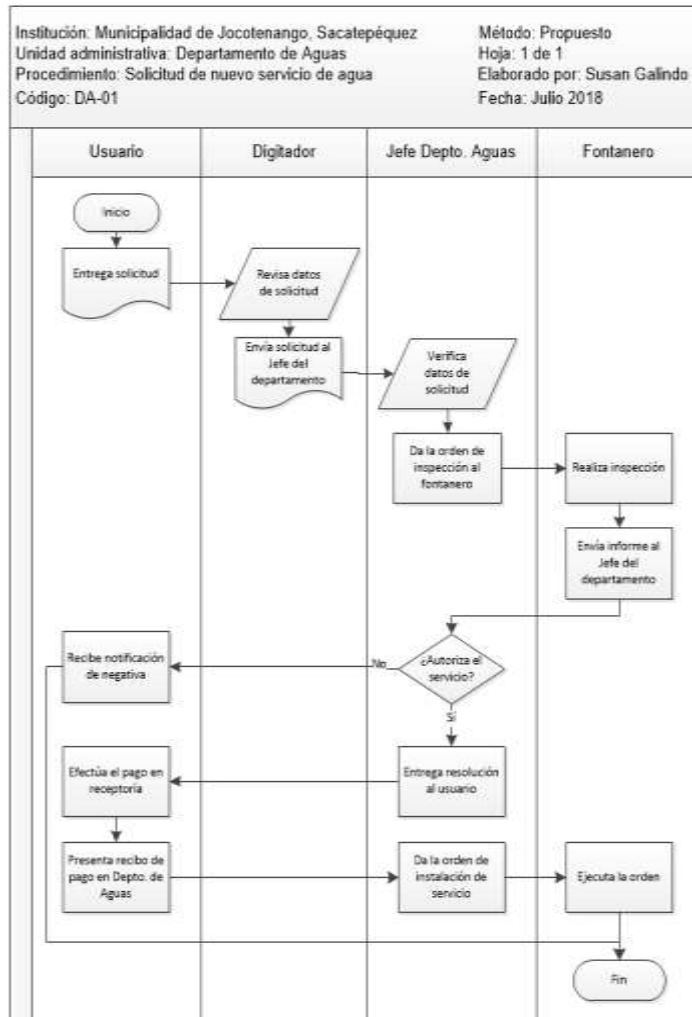 Institución: Municipalidad de Jocotenango, Sacatepéquez
Unidad administrativa: Departamento de Aguas
Procedimiento: Solicitud de nuevo servicio de agua
Código: DA-01
Método: Propuesto
Hoja: 1 de 1
Elaborado por: Susan Galindo
Fecha: Julio 2018
Usuario
Digitador
Jefe Depto. Aguas
Fontanero
Inicio
Entrega solicitud
Revisa datos
de solicitud
Envía solicitud al
Jefe del
departamento
Verifica
datos de
solicitud
Da la orden de
inspección al
fontanero
Realiza inspección
Envía informe al
Jefe del
departamento
¿Autoriza el
servicio?
No
Recibe notificación
de negativa
Sí
Entrega resolución
al usuario
Efectúa el pago en
receptoría
Presenta recibo de
pago en Depto. de
Aguas
Da la orden de
instalación de
servicio
Ejecuta la orden
Fin